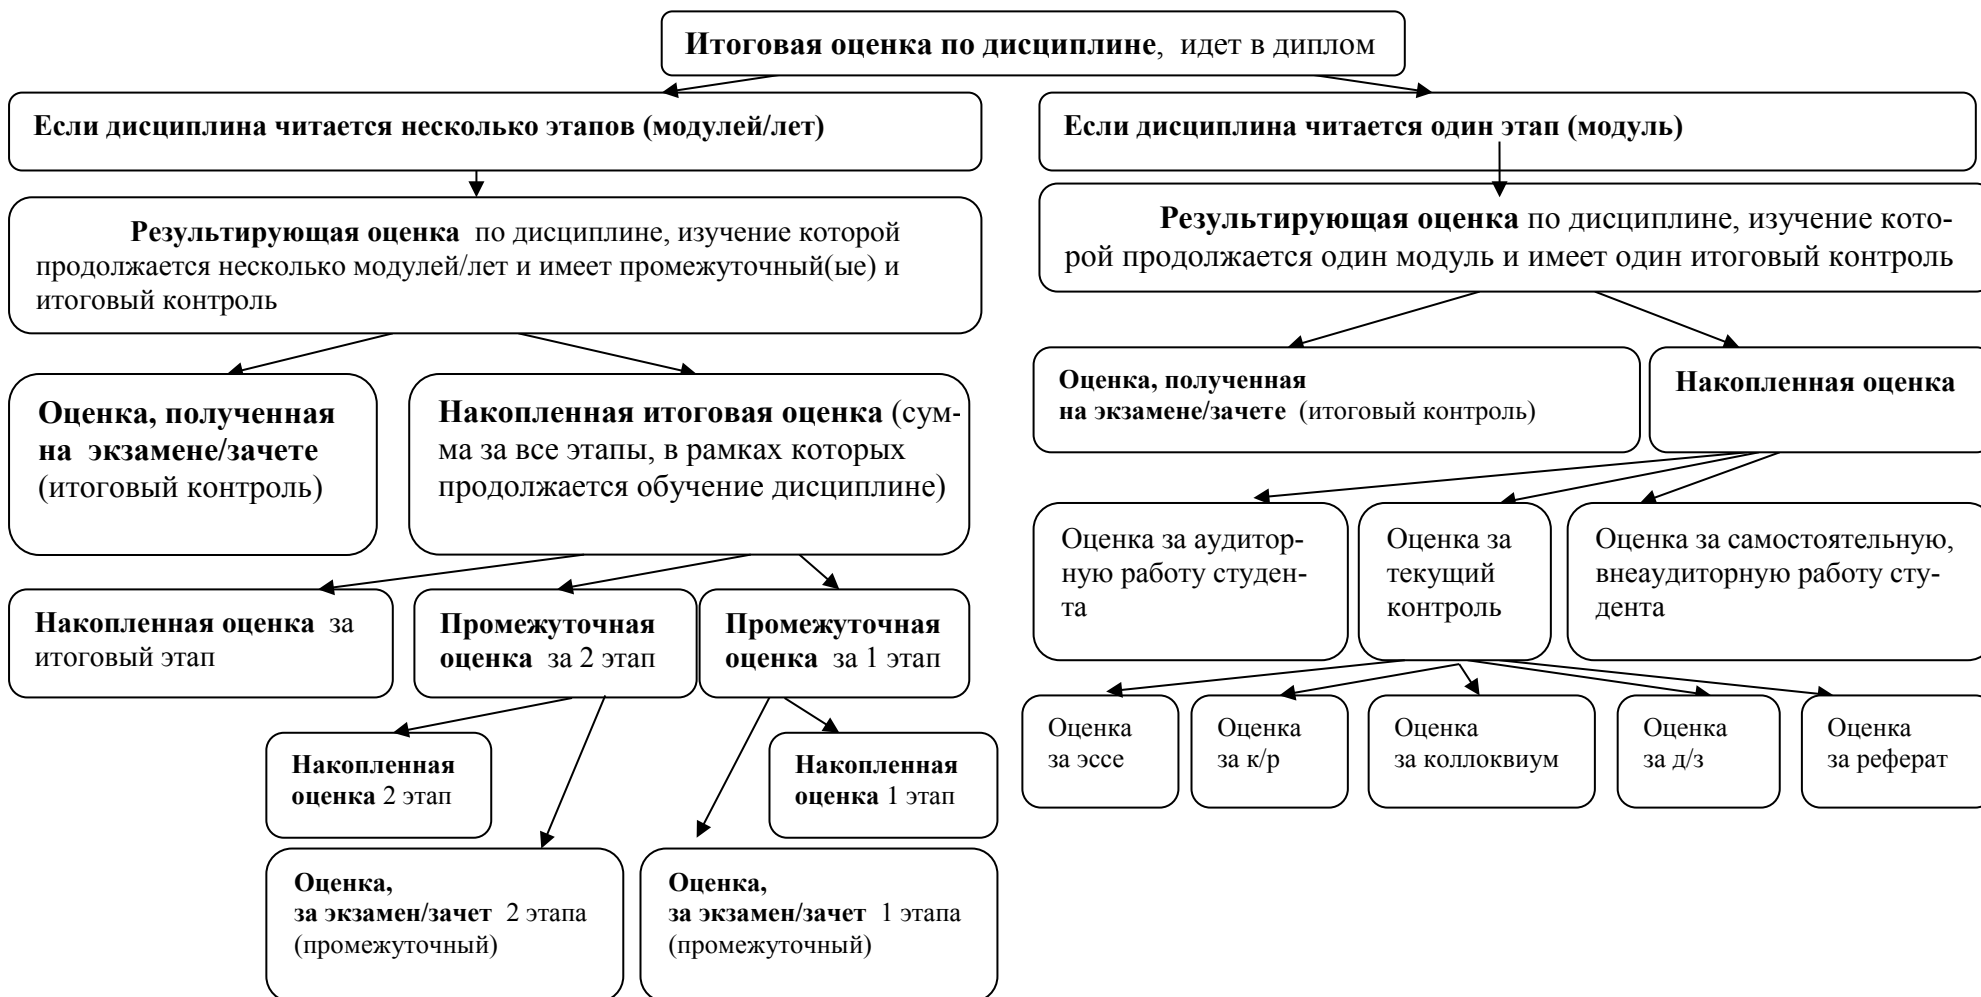 Итоговая оценка по дисциплине, идет в диплом
Если дисциплина читается несколько этапов (модулей/лет)
Если дисциплина читается один этап (модуль)
Результирующая оценка по дисциплине, изучение которой
продолжается несколько модулей/лет и имеет промежуточный(ые) и
итоговый контроль
Результирующая оценка по дисциплине, изучение кото-
рой продолжается один модуль и имеет один итоговый контроль
Оценка, полученная
на экзамене/зачете
(итоговый контроль)
Накопленная итоговая оценка (сум-
ма за все этапы, в рамках которых
продолжается обучение дисциплине)
Оценка, полученная
на экзамене/зачете (итоговый контроль)
Накопленная оценка
Оценка за аудитор-
ную работу студен-
та
Оценка за
текущий
контроль
Оценка за самостоятельную,
внеаудиторную работу сту-
дента
Накопленная оценка за
итоговый этап
Промежуточная
оценка за 2 этап
Промежуточная
оценка за 1 этап
Оценка
за эссе
Оценка
за к/р
Оценка
за коллоквиум
Оценка
за д/з
Оценка
за реферат
Накопленная
оценка 2 этап
Накопленная
оценка 1 этап
Оценка,
за экзамен/зачет 2 этапа
(промежуточный)
Оценка,
за экзамен/зачет 1 этапа
(промежуточный)